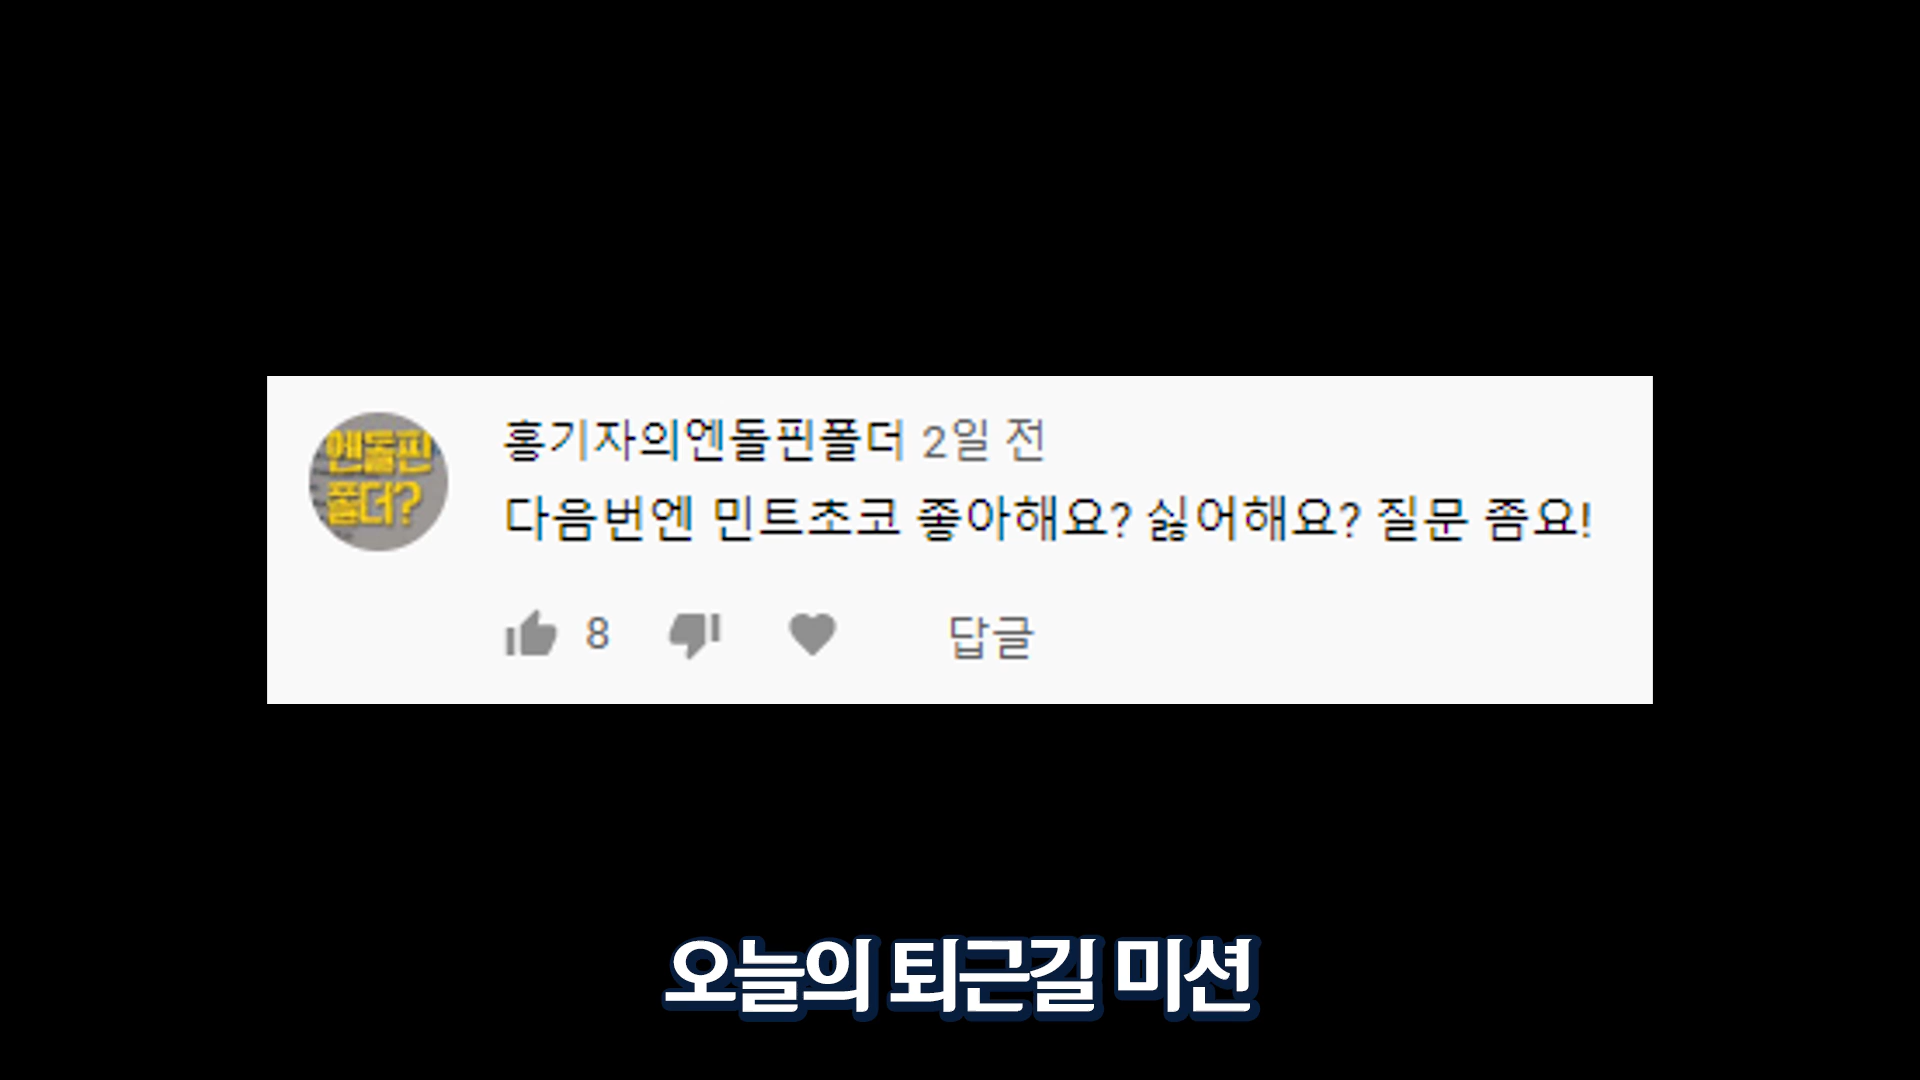 엔돌핀
폴더?
홍기자의엔돌핀폴더 2일 전
다음번엔 민트초코 좋아해요? 싫어해요? 질문 좀요!
8
답글
오늘의 퇴근길 미션